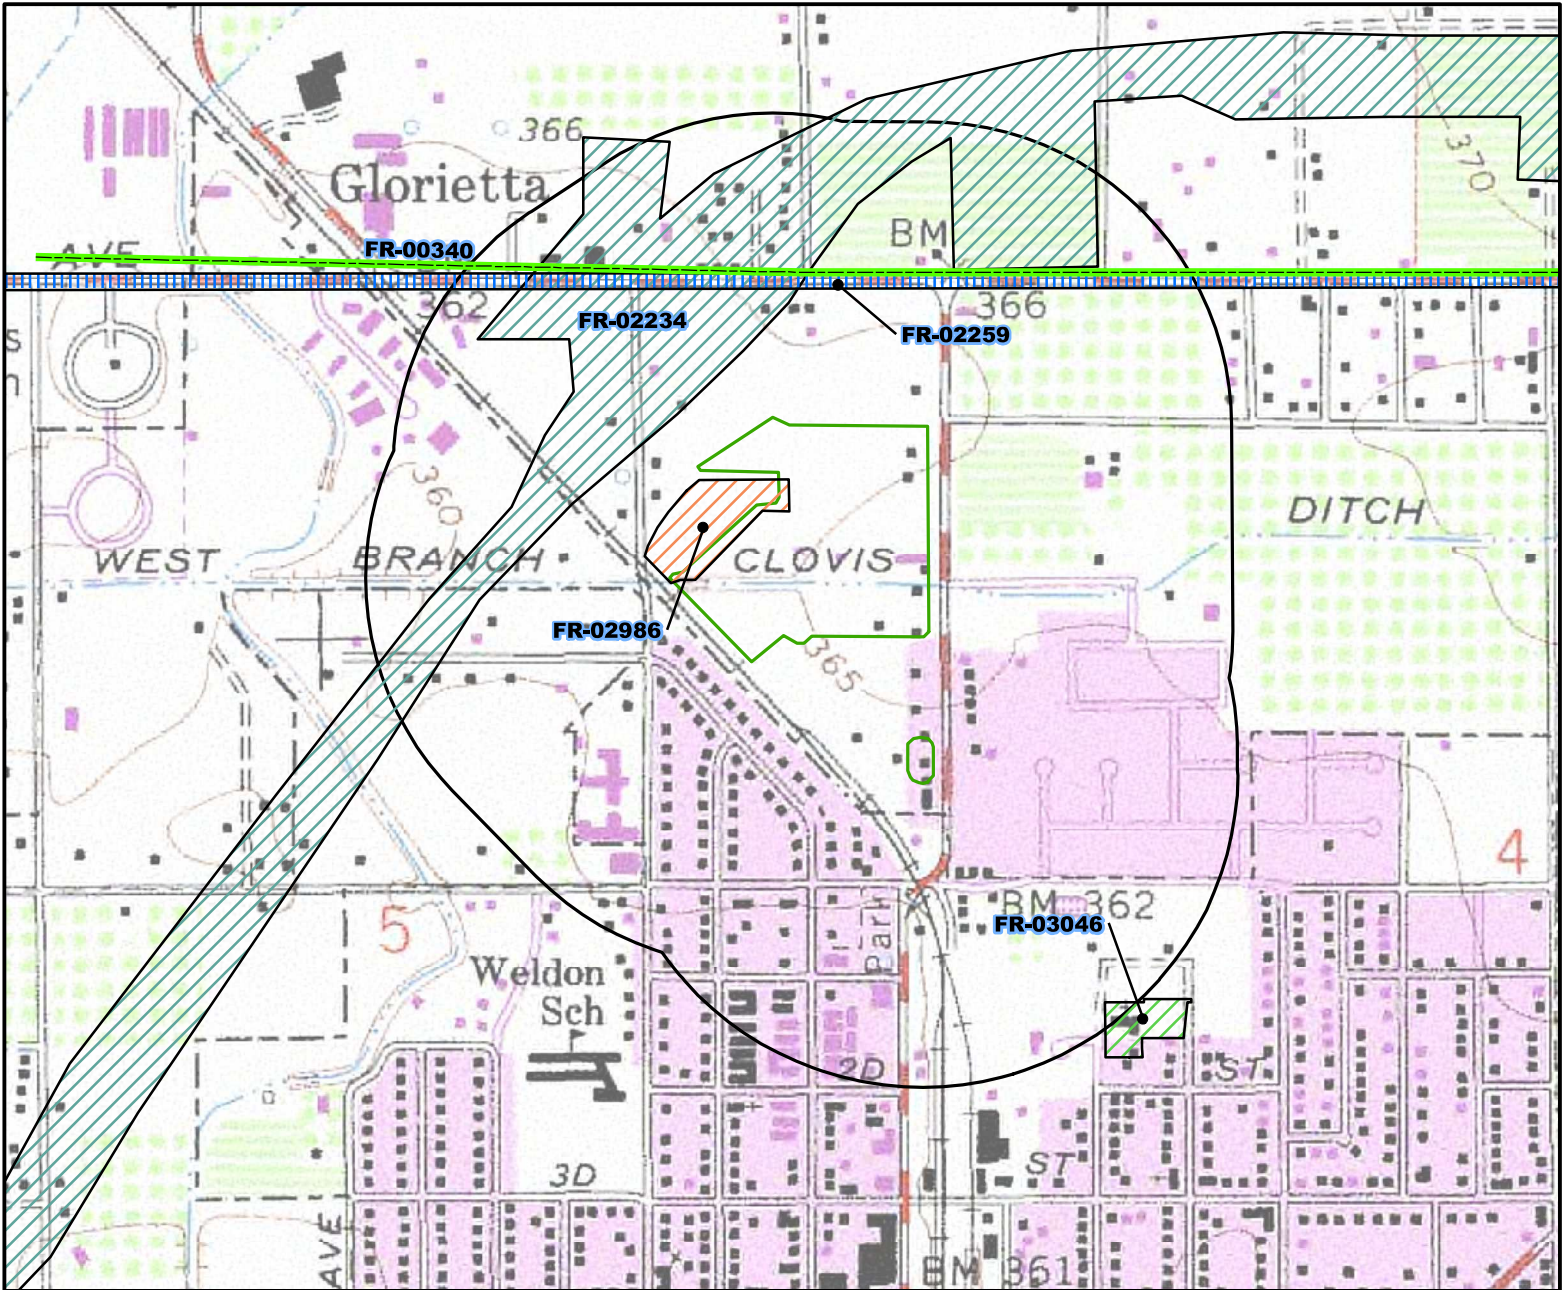 366
Glorietta
370
BM
AVE
FR-00340
362
366
FR-02234
FR-02259
s
n
360
DITCH
WEST BRANCH CLOVIS
FR-02986
365
4
5
BM 362
FR-03046
Park
Weldon
Sch
2D ST
3D ST
AVE
BM 361